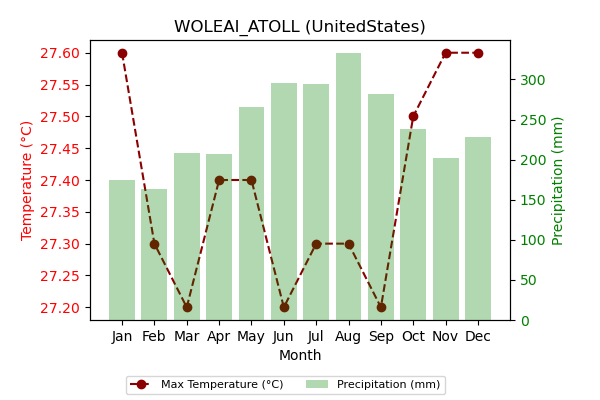 WOLEAI_ATOLL (UnitedStates)
27.60
27.55
27.50
27.45
27.40
27.35
27.30
27.25
27.20
Temperature (°C)
300
250
200
150
100
50
0
Precipitation (mm)
Jan Feb Mar Apr May Jun Jul Aug Sep Oct Nov Dec
Month
Max Temperature (°C) Precipitation (mm)